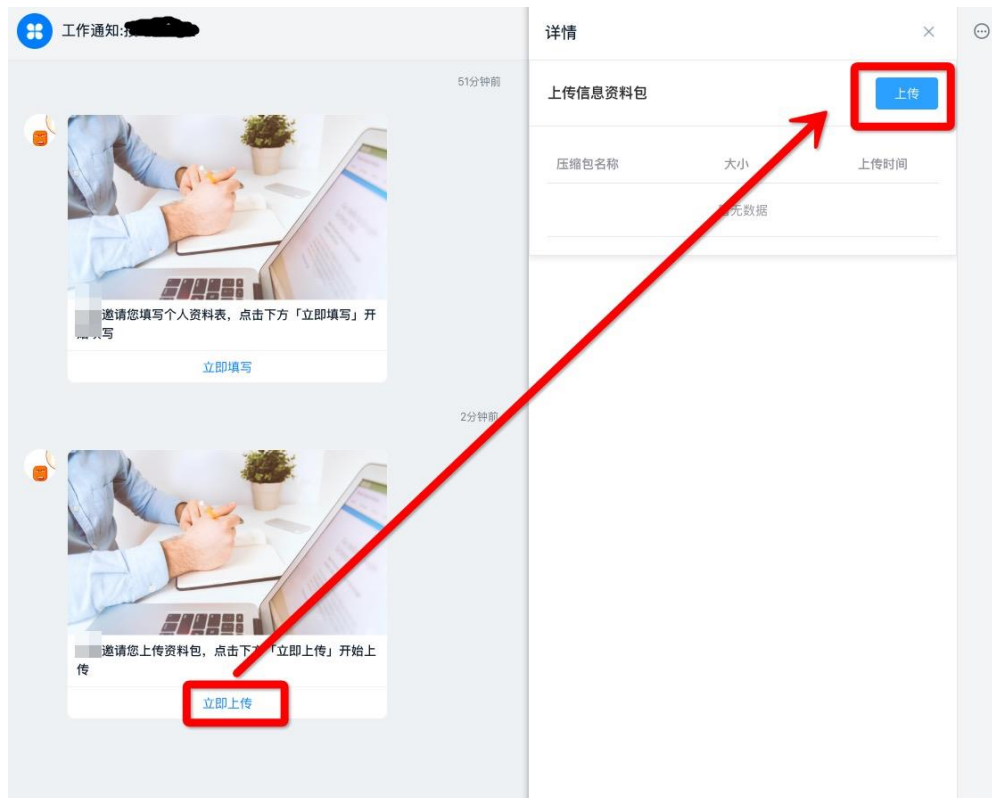 工作通知:
51分钟前
邀请您填写个人资料表，点击下方「立即填写」开
写
立即填写
2分钟前
邀请您上传资料包，点击下方「立即上传」开始上
传
立即上传
详情
上传信息资料包
上传
压缩包名称 大小 上传时间
暂无数据